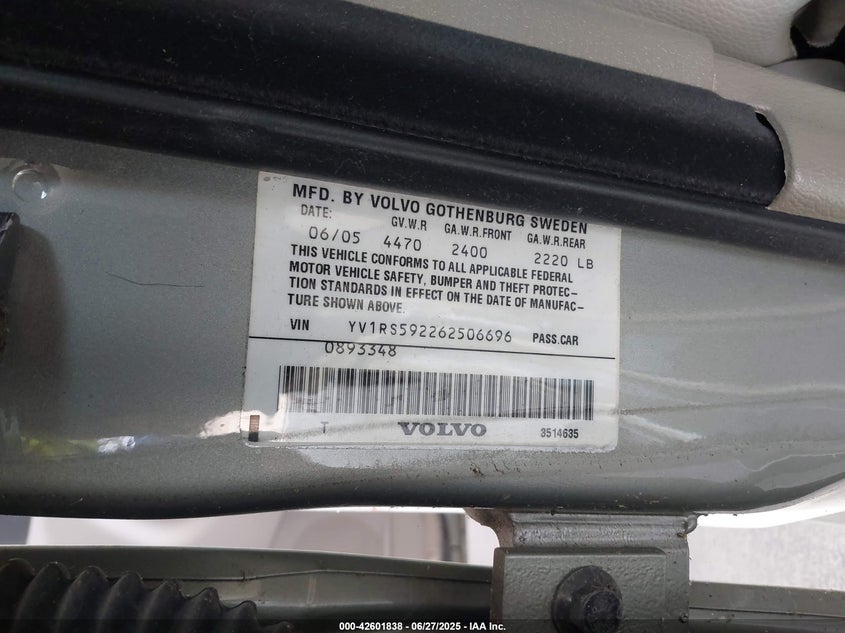 MFD. BY VOLVO GOTHENBURG SWEDEN
DATE: GV.W.R GA.W.R.FRONT GA.W.R.REAR
06/05 4470 2400 2220 LB
THIS VEHICLE CONFORMS TO ALL APPLICABLE FEDERAL
MOTOR VEHICLE SAFETY, BUMPER AND THEFT PROTEC-
TION STANDARDS IN EFFECT ON THE DATE OF MANUFAC-
TURE SHOWN ABOVE.
VIN YV1RS592262506696 PASS.CAR
0893348
T VOLVO 3514635
000-42601838 - 06/27/2025 - IAA Inc.